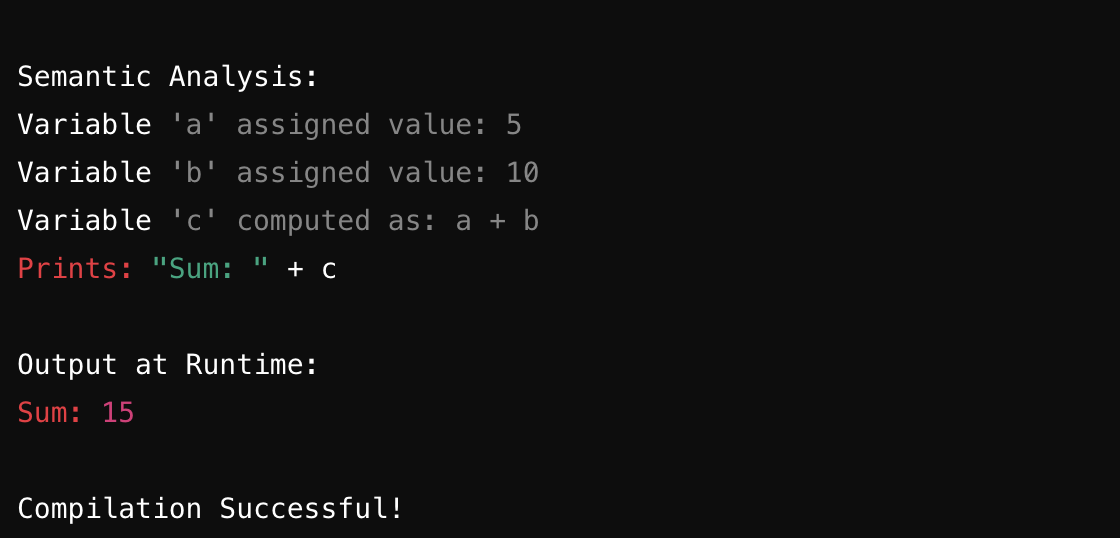 Semantic Analysis:
Variable 'a' assigned value: 5
Variable 'b' assigned value: 10
Variable 'c' computed as: a + b
Prints: "Sum: " + c
Output at Runtime:
Sum: 15
Compilation Successful!